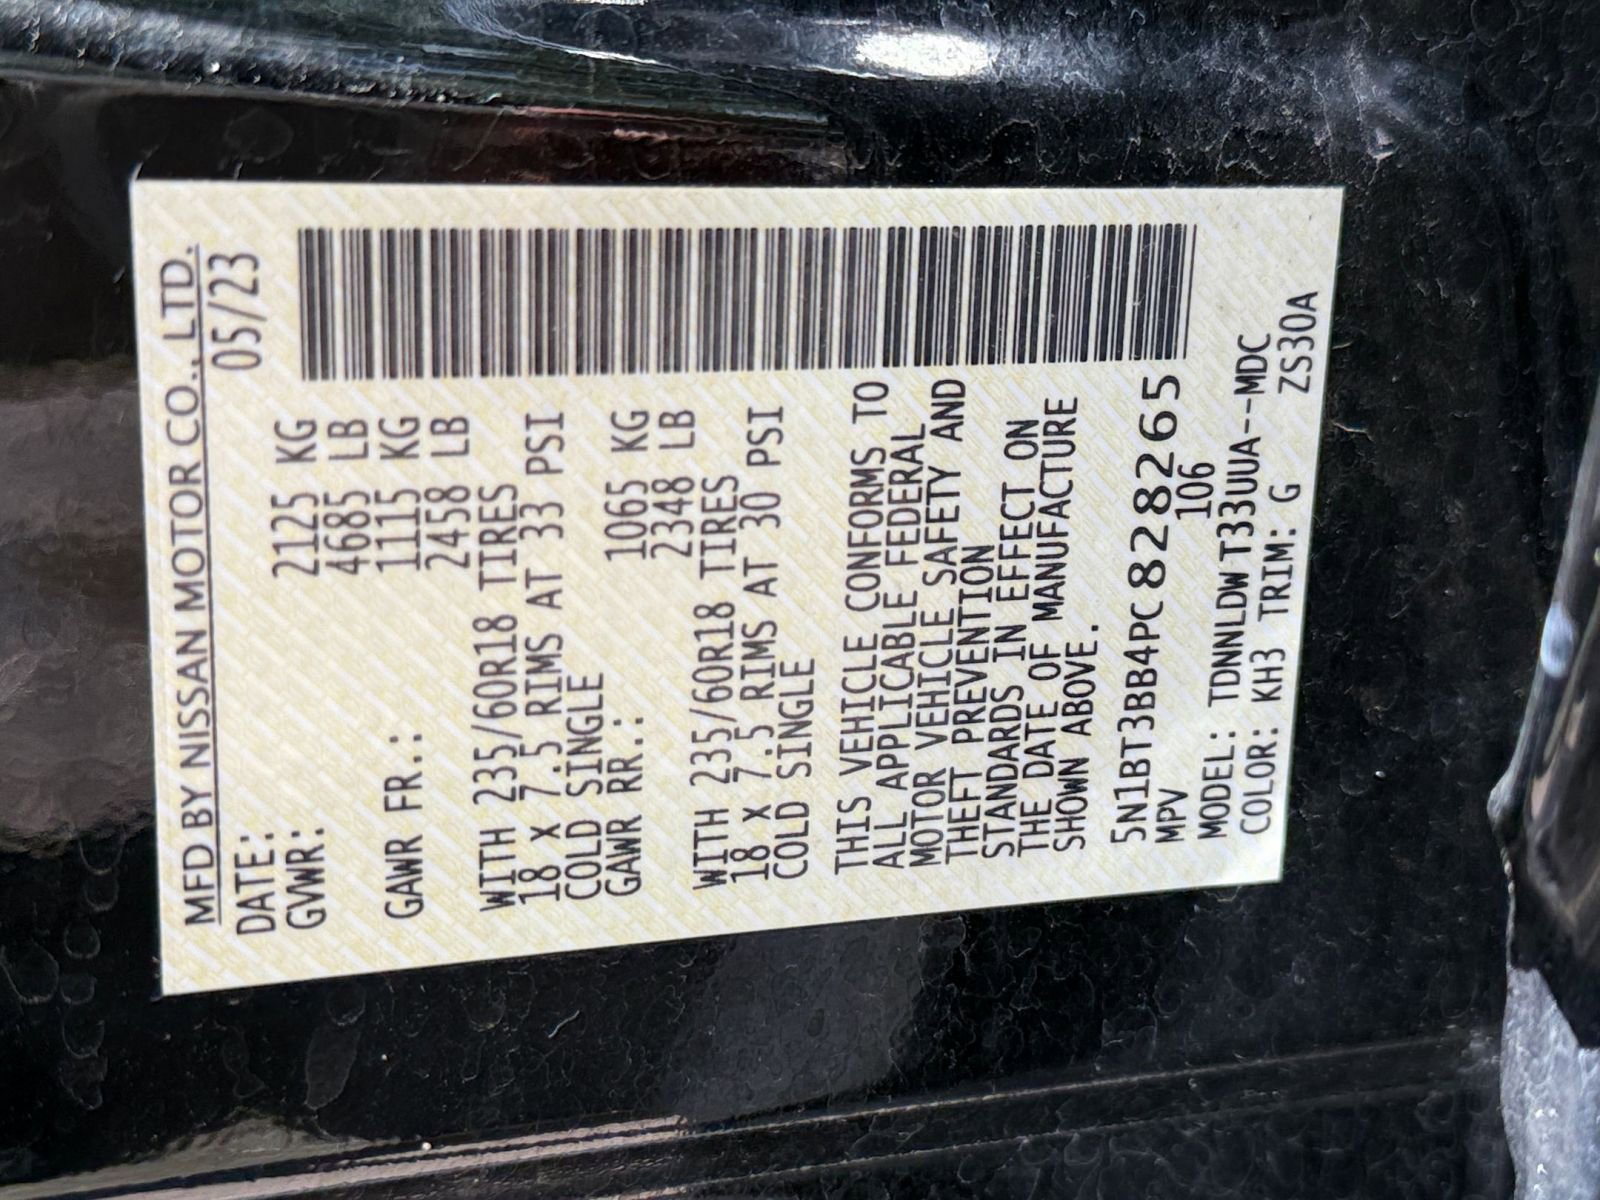 MFD BY NISSAN MOTOR CO., LTD.
DATE: 05/23
GVWR: 2125 KG
4685 LB
GAWR FR.: 1115 KG
2458 LB
WITH 235/60R18 TIRES
18 x 7.5 RIMS AT 33 PSI
COLD SINGLE
GAWR RR.: 1065 KG
2348 LB
WITH 235/60R18 TIRES
18 x 7.5 RIMS AT 30 PSI
COLD SINGLE
THIS VEHICLE CONFORMS TO
ALL APPLICABLE FEDERAL
MOTOR VEHICLE SAFETY AND
THEFT PREVENTION
STANDARDS IN EFFECT ON
THE DATE OF MANUFACTURE
SHOWN ABOVE.
5N1BT3BB4PC828265
MPV 106
MODEL: TDNNLDW T33UUA--MDC
COLOR: KH3 TRIM: G ZS30A